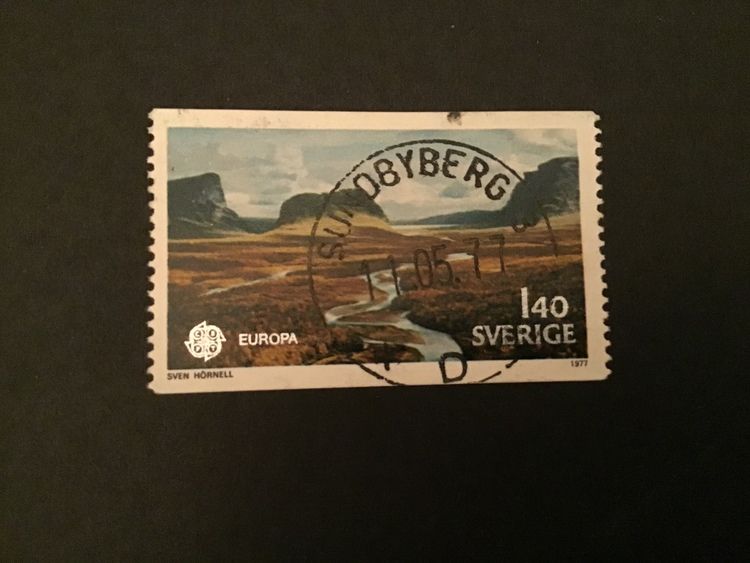 SUNDBYBERG
11.05.77
D
1.40
SVERIGE
EUROPA
SVEN HÖRNELL
1977